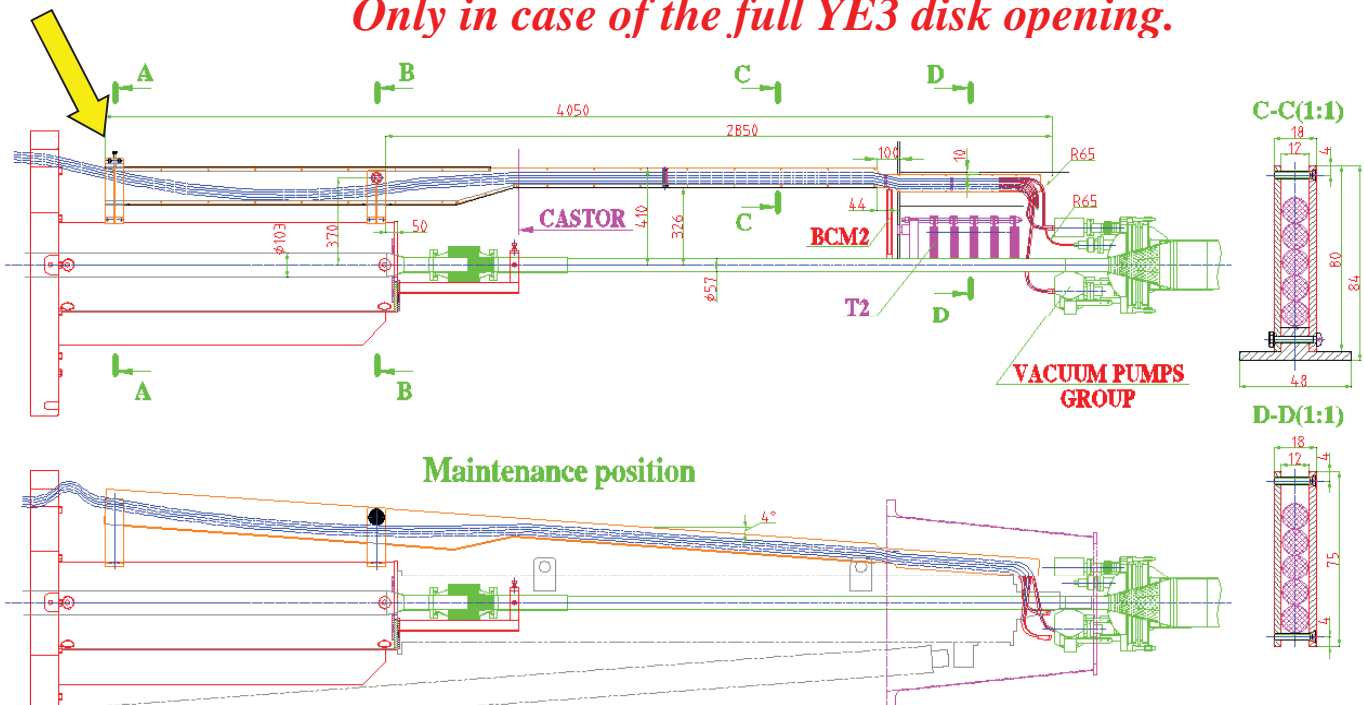 Only in case of the full YE3 disk opening.
A
B
C
D
4050
2850
C-C(1:1)
18
12
4
100
10
R65
R65
410
326
370
50
ϕ103
CASTOR
C
44
BCM2
ϕ57
T2
D
80
84
A
B
VACUUM PUMPS
GROUP
48
D-D(1:1)
18
12
4
Maintenance position
4°
75
4